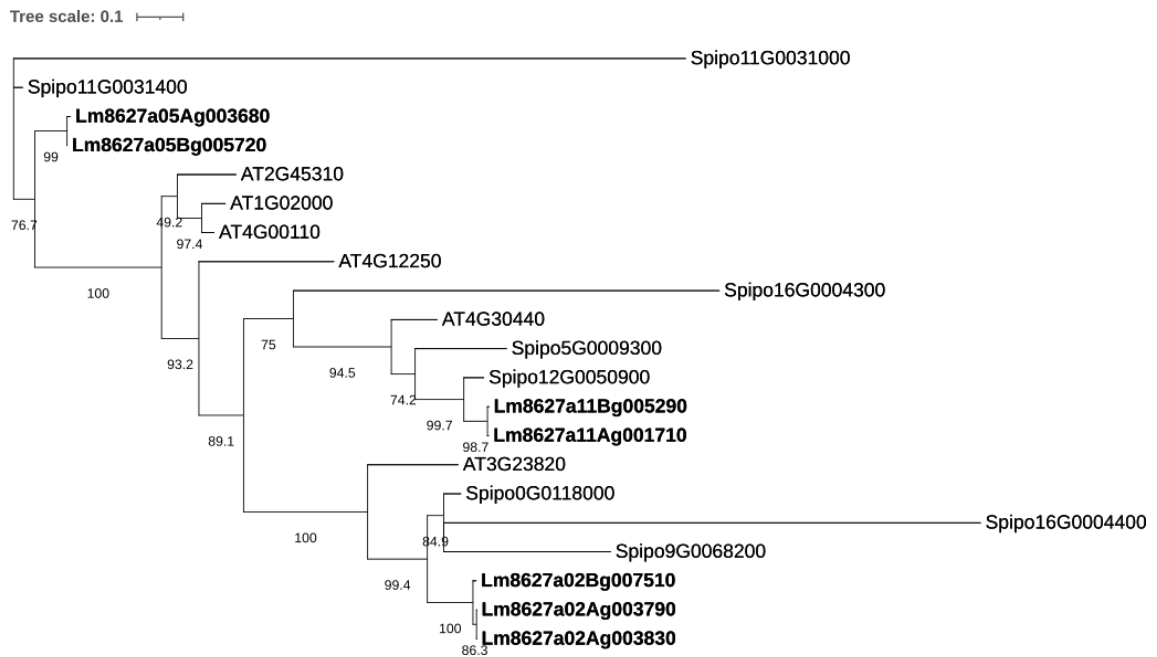 Tree scale: 0.1
Spipo11G0031000
Spipo11G0031400
Lm8627a05Ag003680
Lm8627a05Bg005720
99
AT2G45310
AT1G02000
76.7
49.2
AT4G00110
97.4
AT4G12250
100
Spipo16G0004300
AT4G30440
75
Spipo5G0009300
93.2
94.5
Spipo12G0050900
74.2
Lm8627a11Bg005290
99.7
Lm8627a11Ag001710
89.1
98.7
AT3G23820
Spipo0G0118000
Spipo16G0004400
100
84.9
Spipo9G0068200
Lm8627a02Bg007510
99.4
Lm8627a02Ag003790
100
Lm8627a02Ag003830
86.3